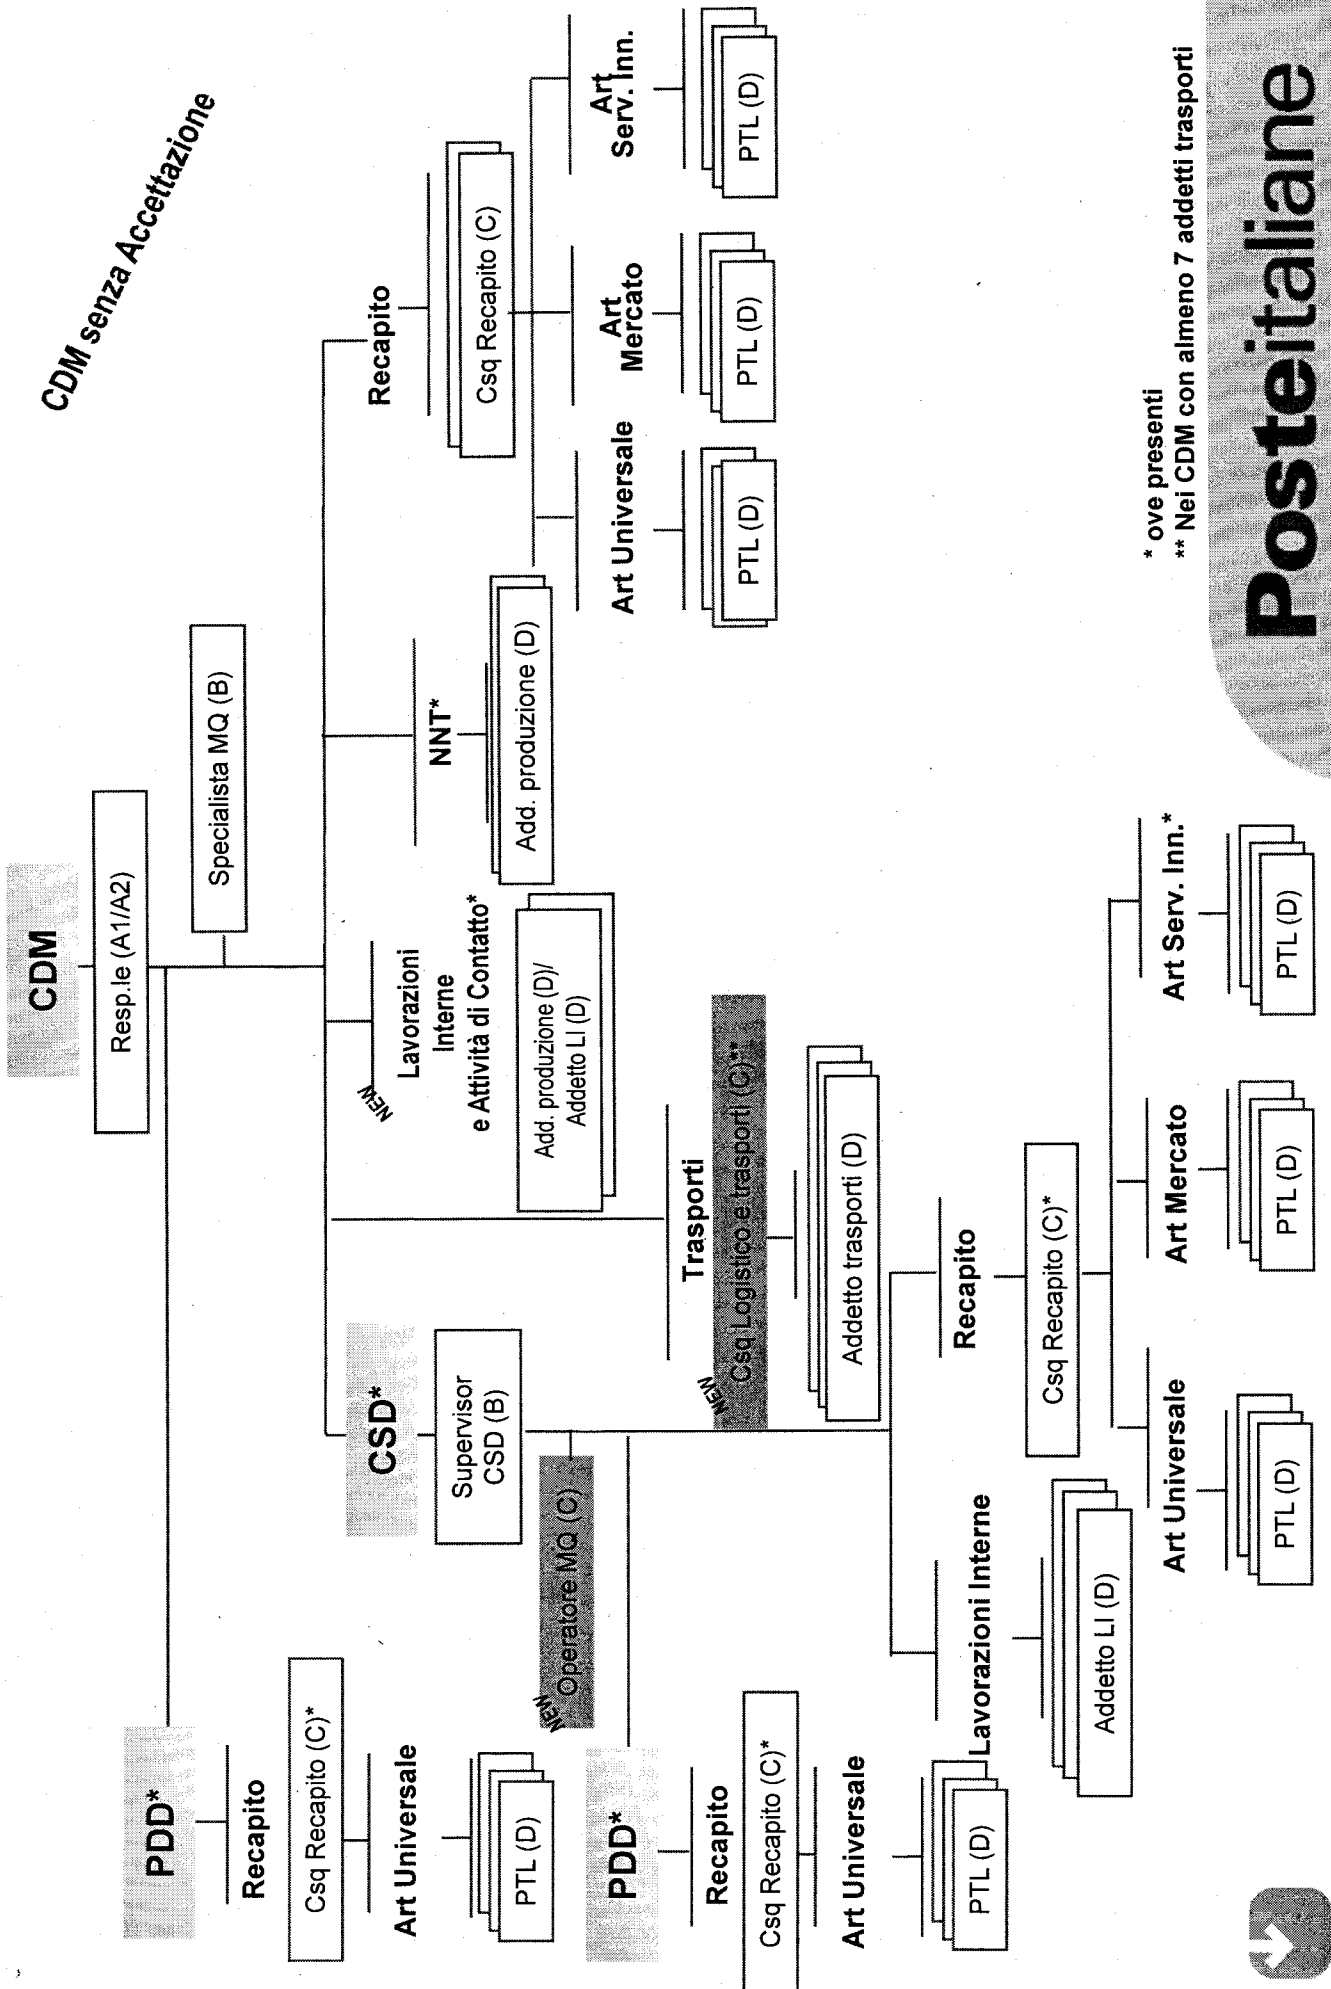 CDM senza Accettazione
CDM
Resp.le (A1/A2)
Specialista MQ (B)
PDD*
Recapito
Csq Recapito (C)*
Art Universale
PTL (D)
CSD*
Supervisor
CSD (B)
NEW
Operatore MQ (C)
PDD*
Recapito
Csq Recapito (C)*
Art Universale
PTL (D)
Lavorazioni Interne
Addetto LI (D)
Recapito
Csq Recapito (C)*
Art Universale
PTL (D)
Art Mercato
PTL (D)
Art Serv. Inn.*
PTL (D)
Trasporti
NEW
Csq Logistico e trasporti (C)**
Addetto trasporti (D)
NEW
Lavorazioni
Interne
e Attività di Contatto*
Add. produzione (D)/
Addetto LI (D)
NNT*
Add. produzione (D)
Recapito
Csq Recapito (C)
Art Universale
PTL (D)
Art
Mercato
PTL (D)
Art
Serv. Inn.
PTL (D)
* ove presenti
** Nei CDM con almeno 7 addetti trasporti
Posteitaliane